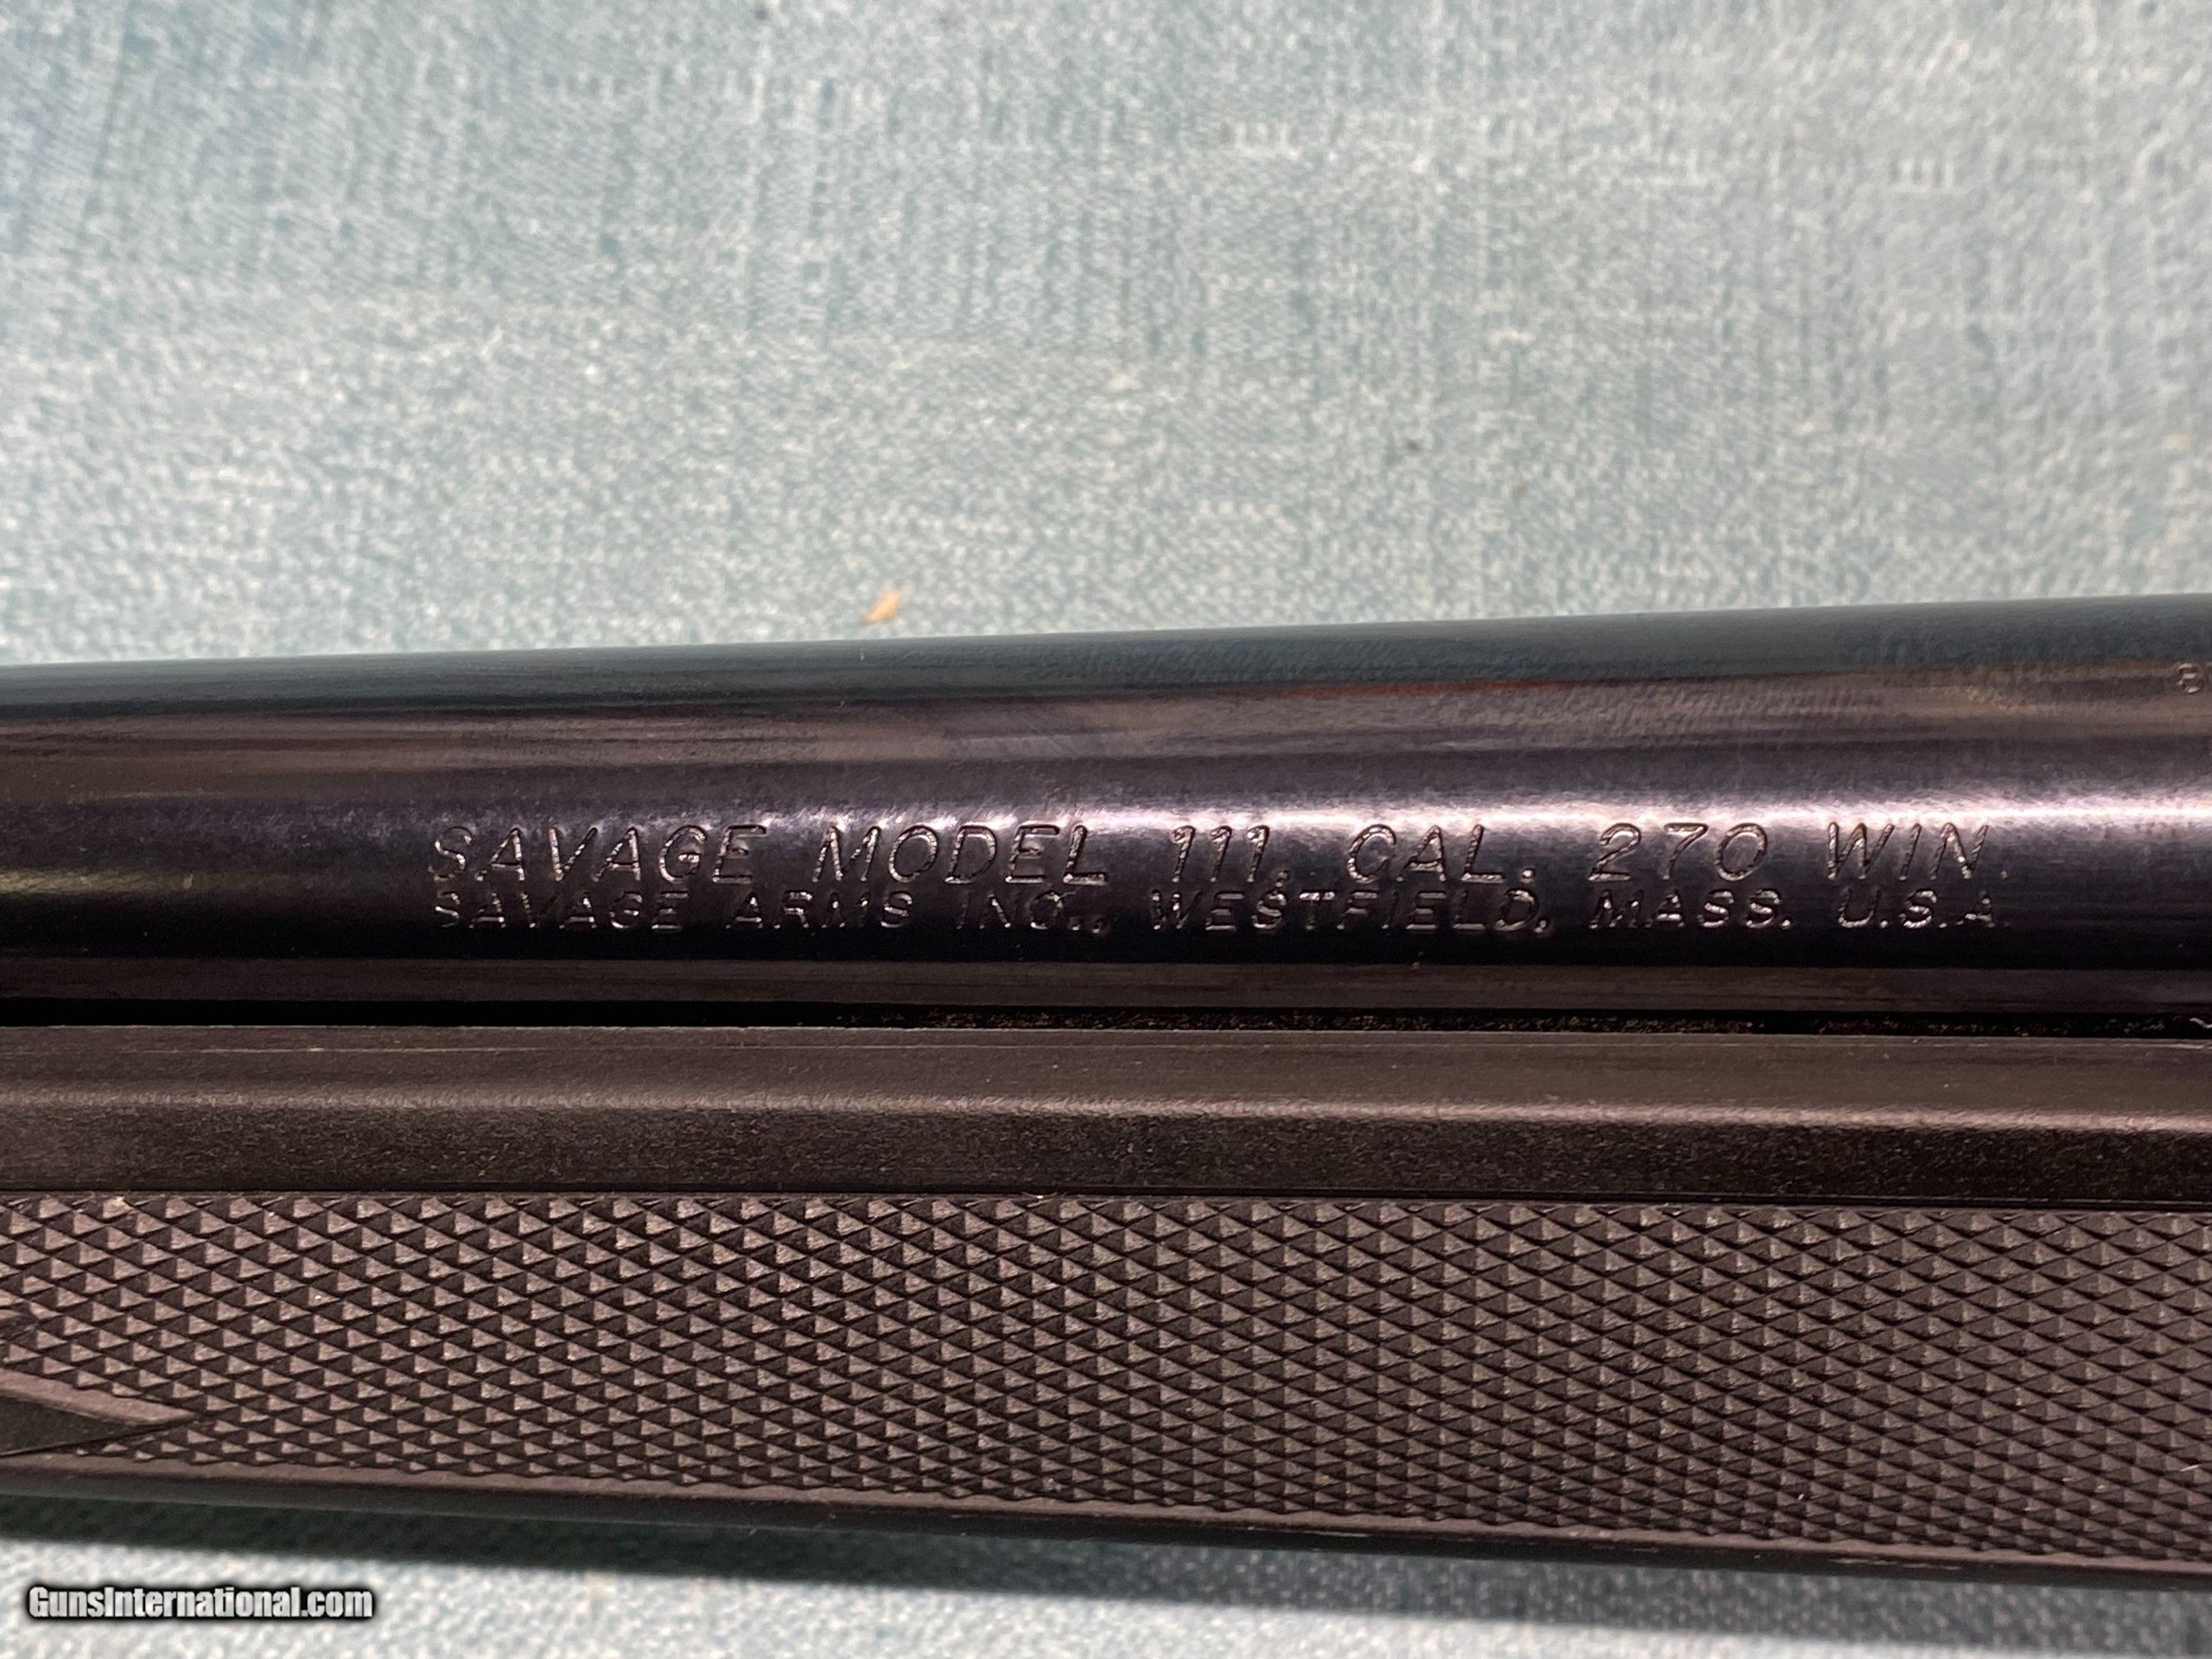 SAVAGE MODEL 111, CAL. 270 WIN.
SAVAGE ARMS INC., WESTFIELD, MASS. U.S.A.
GunsInternational.com